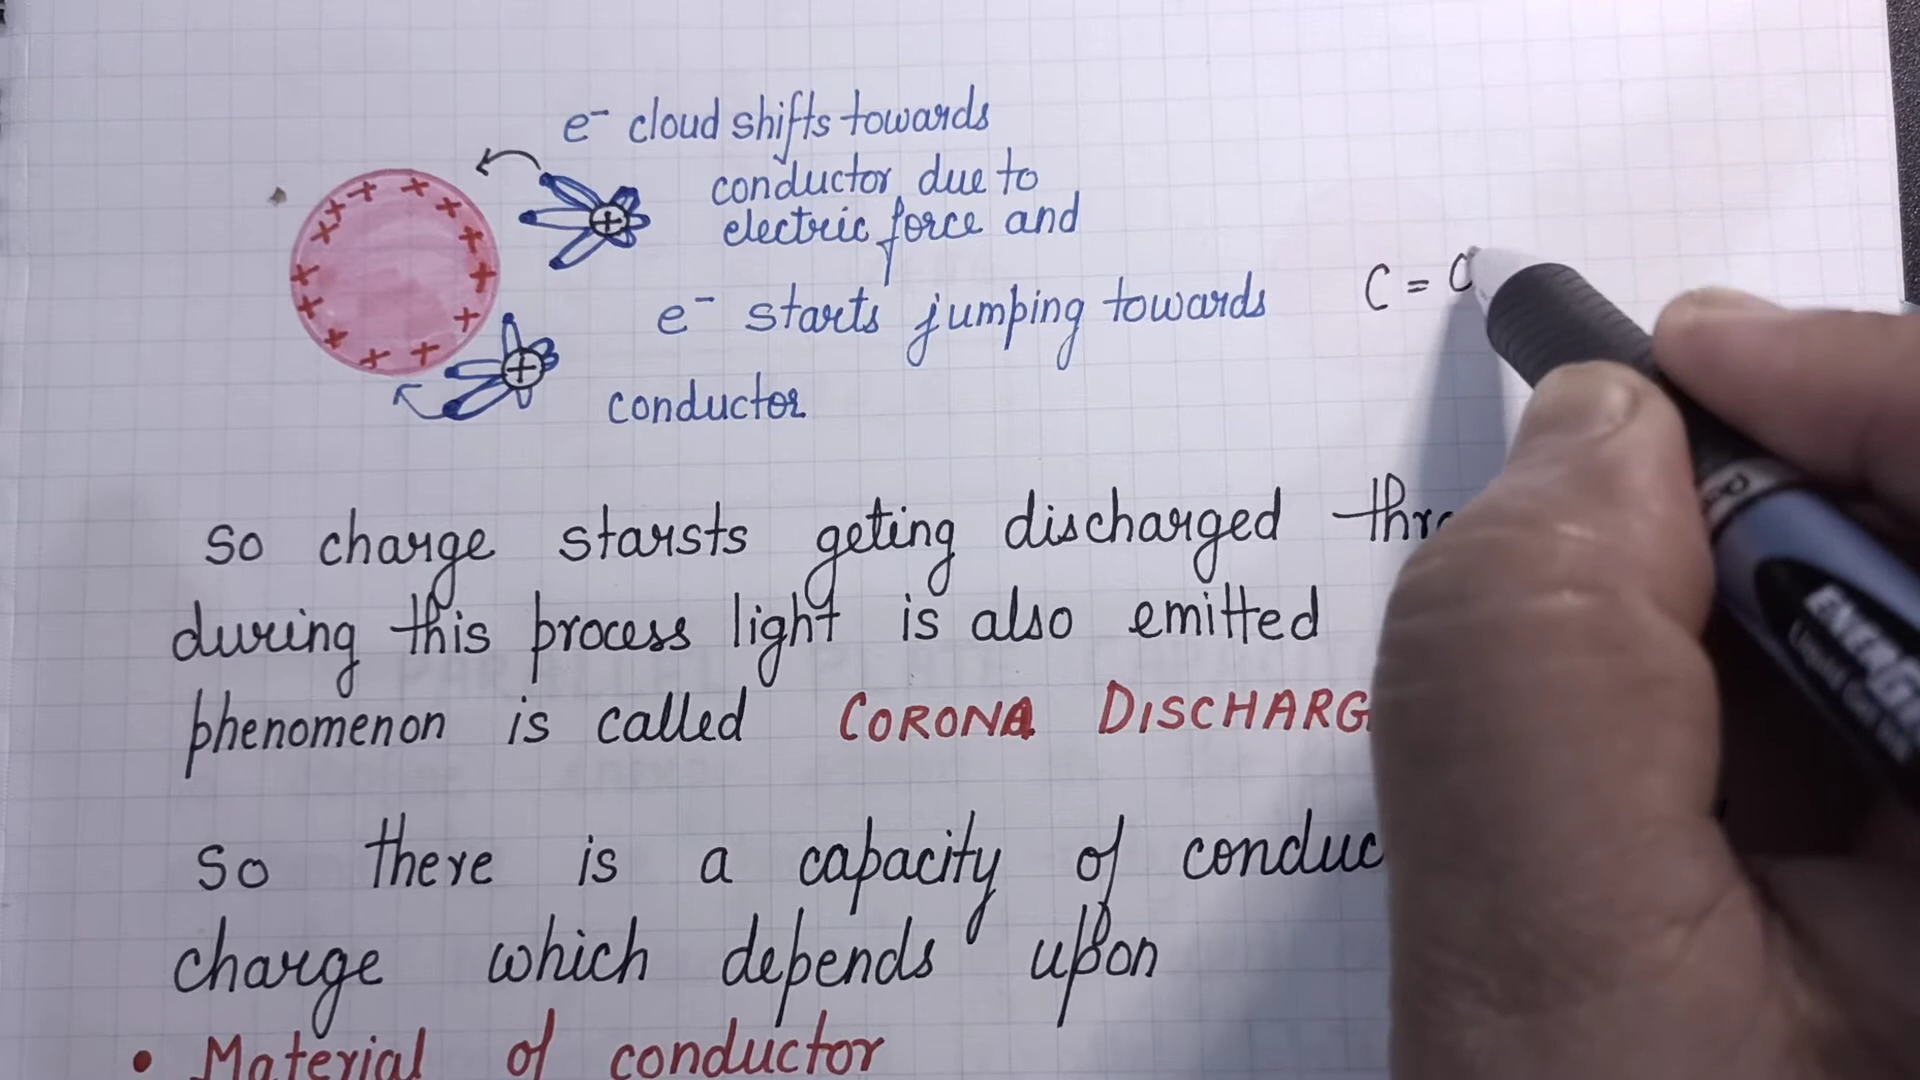 e⁻ cloud shifts towards
conductor due to
electric force and
e⁻ starts jumping towards
conductor
C =
so charge starsts geting discharged
during this process light is also emitted
phenomenon is called CORONA DISCHARG
So there is a capacity of conduc
charge which depends upon
• Material of conductor